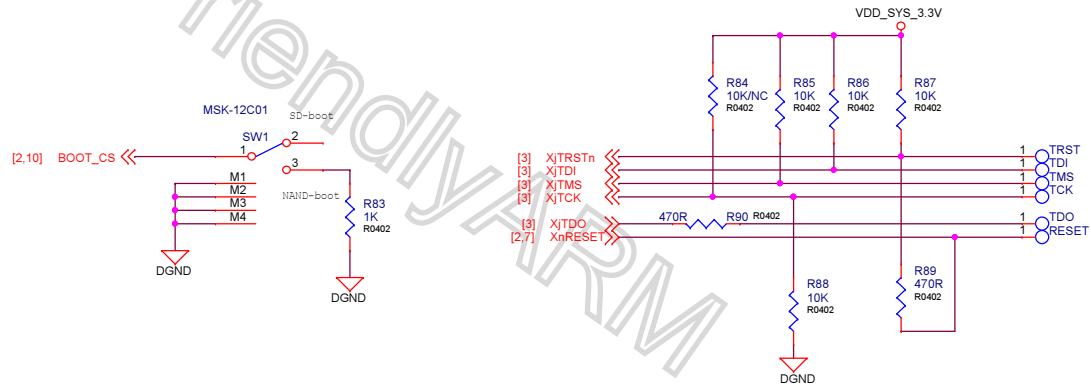 VDD_SYS_3.3V
R84
10K/NC
R0402
R85
10K
R0402
R86
10K
R0402
R87
10K
R0402
MSK-12C01
SD-boot
SW1
[2,10] BOOT_CS
1
2
3
NAND-boot
M1
M2
M3
M4
R83
1K
R0402
DGND
DGND
[3] XjTRSTn
[3] XjTDI
[3] XjTMS
[3] XjTCK
[3] XjTDO
[2,7] XnRESET
470R R90 R0402
1 TRST
1 TDI
1 TMS
1 TCK
1 TDO
1 RESET
R88
10K
R0402
R89
470R
R0402
DGND
iendlyARM